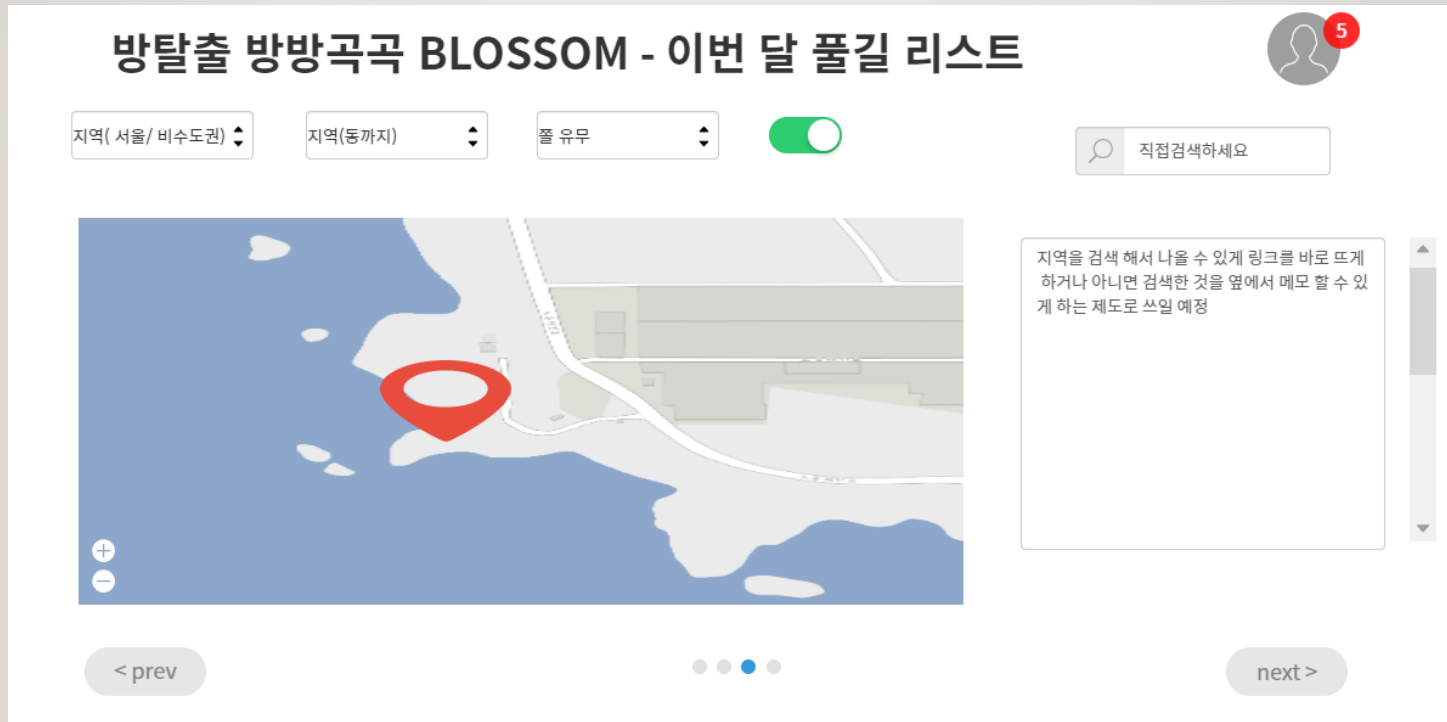 방탈출 방방곡곡 BLOSSOM - 이번 달 풀길 리스트
5
지역( 서울/ 비수도권)
지역(동까지)
쫄 유무
직접검색하세요
지역을 검색 해서 나올 수 있게 링크를 바로 뜨게
하거나 아니면 검색한 것을 옆에서 메모 할 수 있
게 하는 제도로 쓰일 예정
< prev
next >